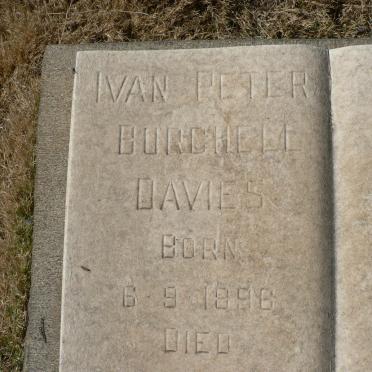 IVAN PETER
BURCHELL
DAVIES
BORN
6 9 1896
DIED